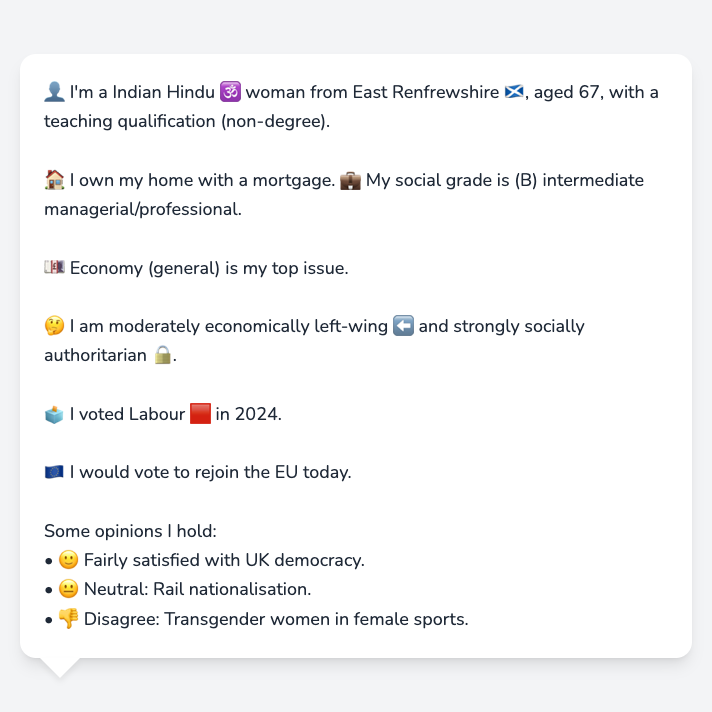 👤 I'm a Indian Hindu 🕉️ woman from East Renfrewshire 🏴󠁧󠁢󠁳󠁣󠁴󠁿, aged 67, with a
teaching qualification (non-degree).
🏠 I own my home with a mortgage. 💼 My social grade is (B) intermediate
managerial/professional.
💷 Economy (general) is my top issue.
🤔 I am moderately economically left-wing ⬅️ and strongly socially
authoritarian 🔒.
🗳️ I voted Labour 🟥 in 2024.
🇪🇺 I would vote to rejoin the EU today.
Some opinions I hold:
• 🙂 Fairly satisfied with UK democracy.
• 😐 Neutral: Rail nationalisation.
• 👎 Disagree: Transgender women in female sports.